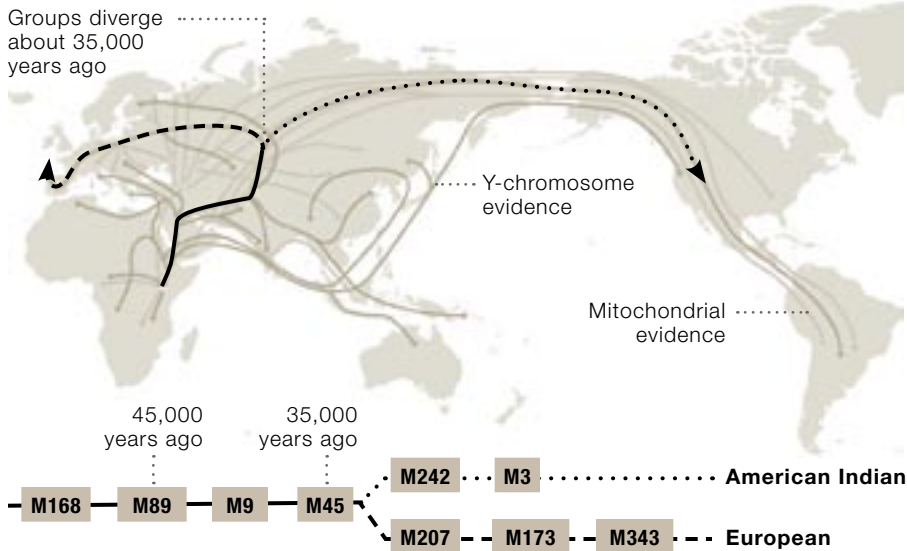 Groups diverge
about 35,000
years ago
Y-chromosome
evidence
Mitochondrial
evidence
45,000
years ago
35,000
years ago
M168
M89
M9
M45
M242
M3
American Indian
M207
M173
M343
European